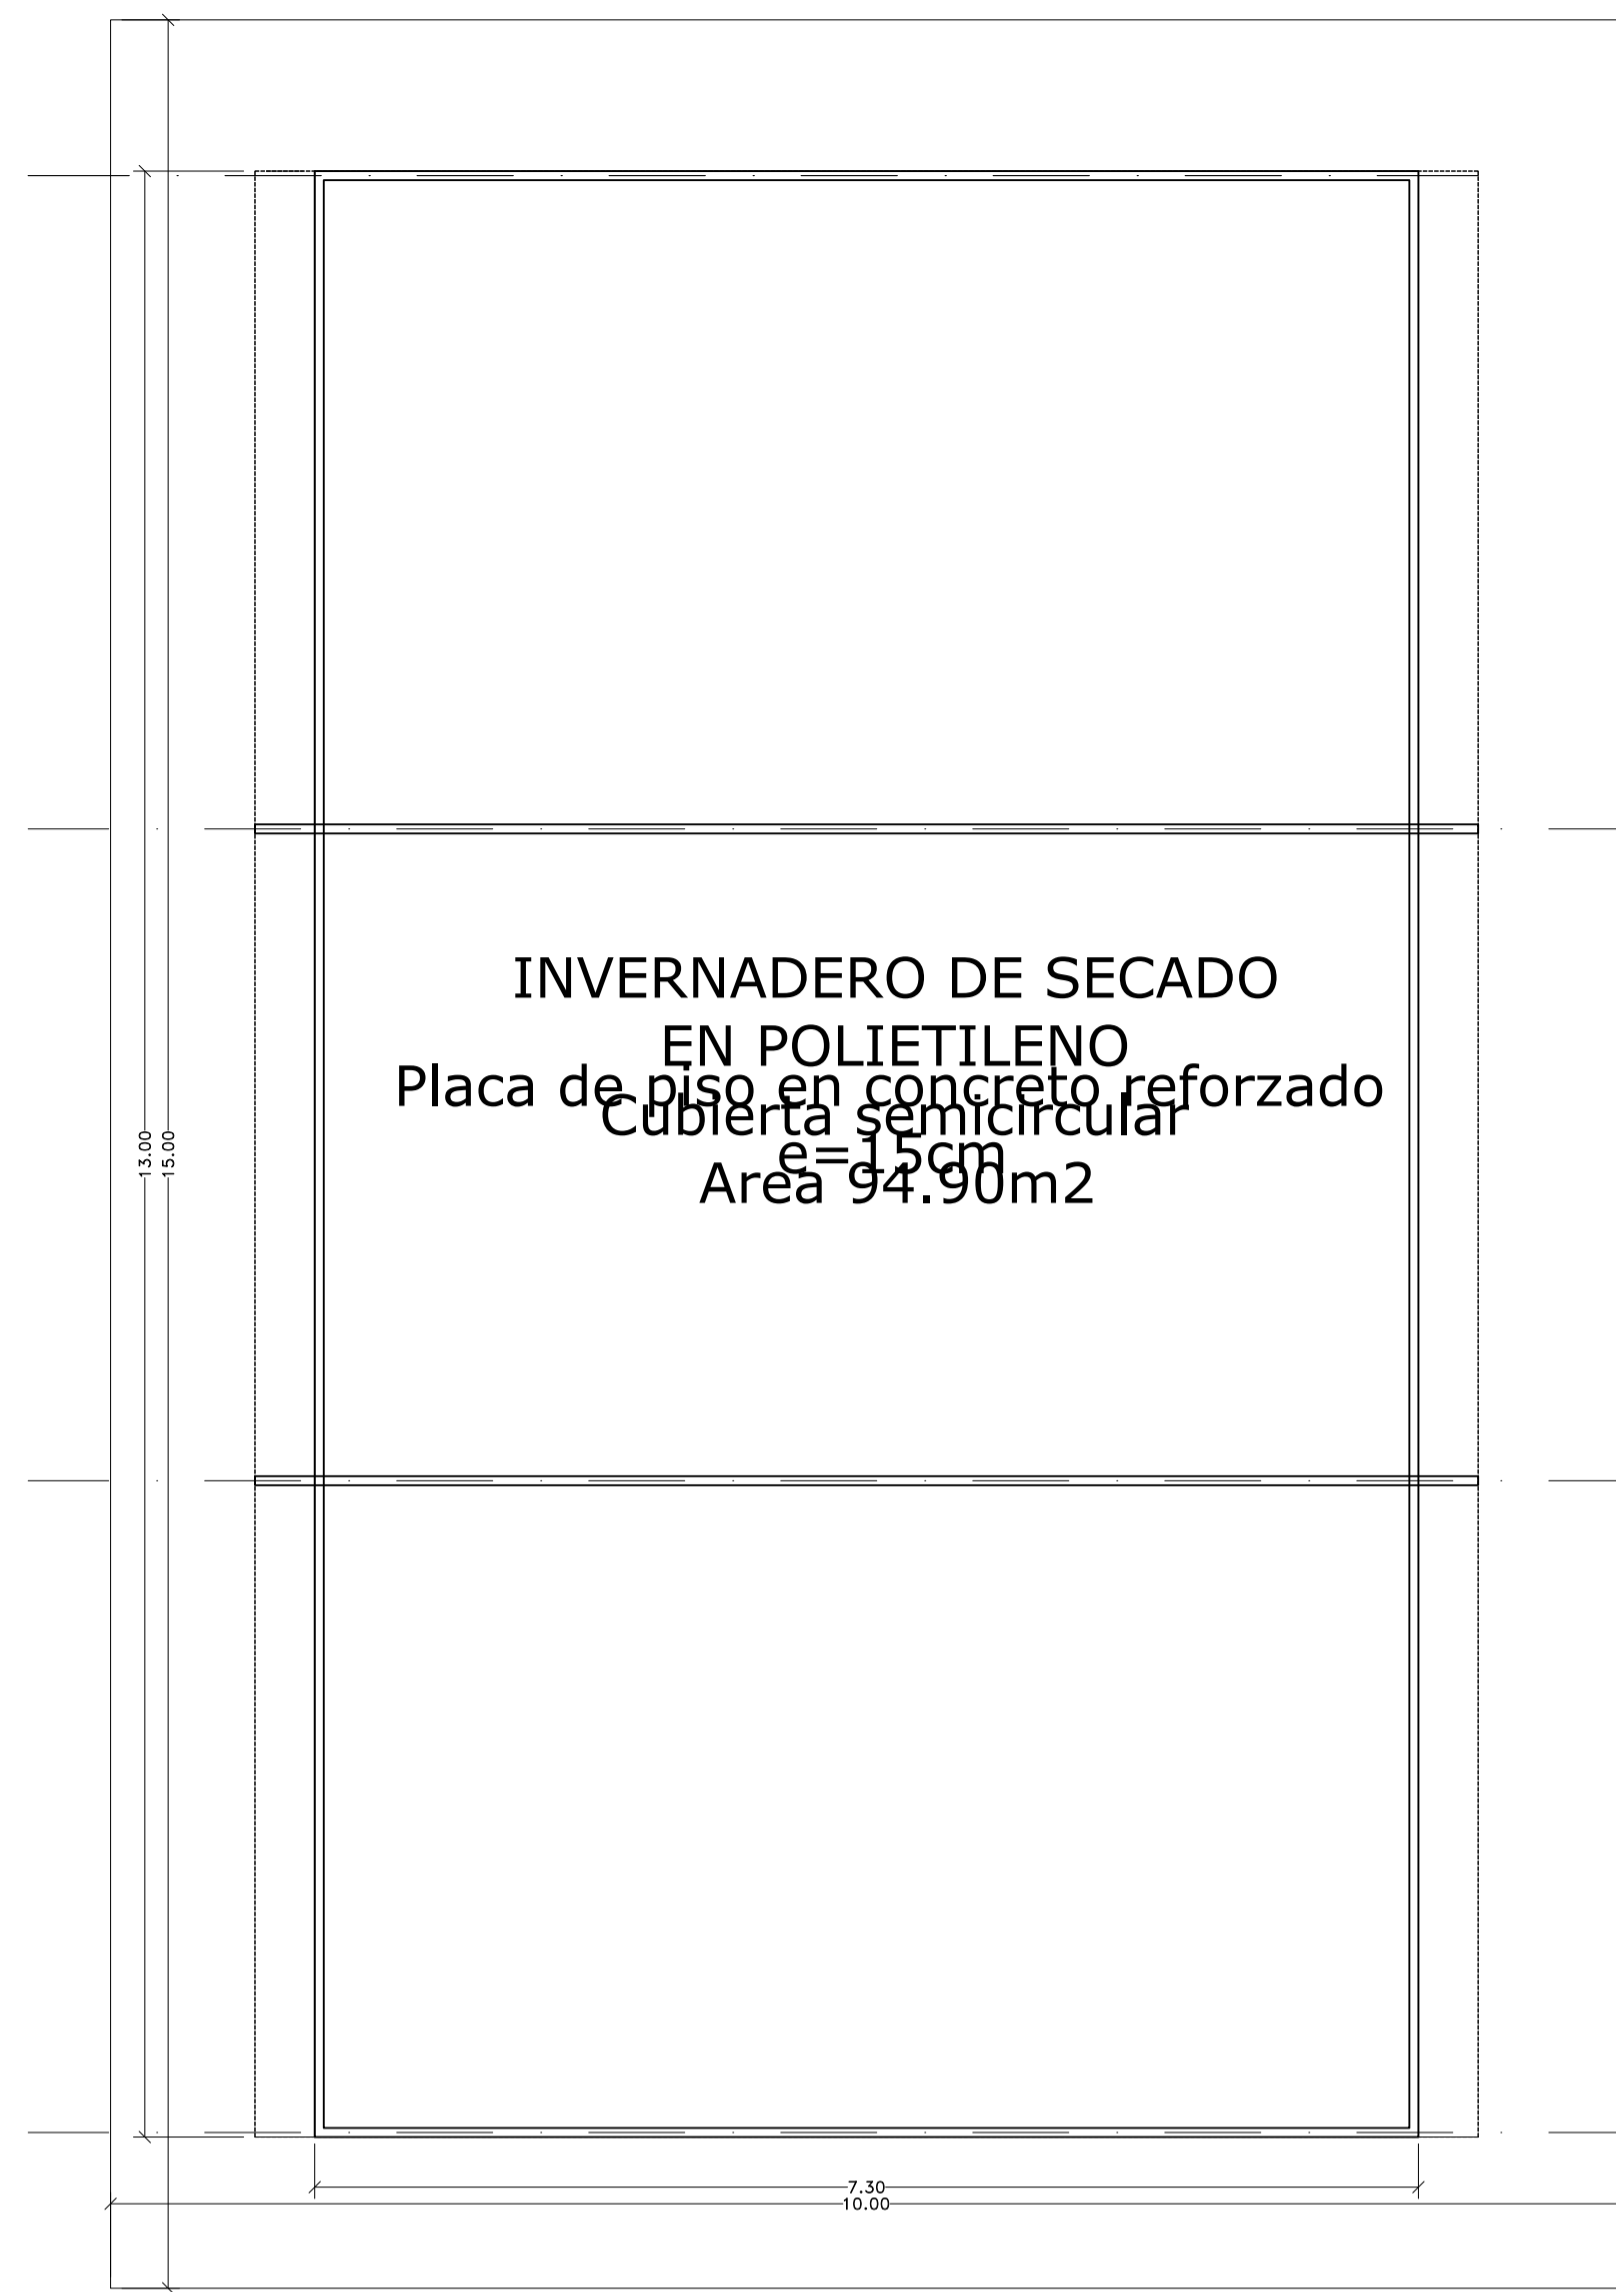 INVERNADERO DE SECADO
EN POLIETILENO
Placa de piso en concreto reforzado
Cubierta semicircular
e=15cm
Area 94.90m2
13.00
15.00
7.30
10.00